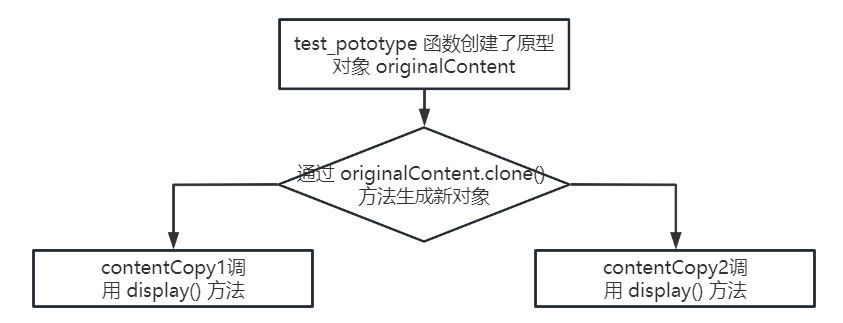 test_pototype 函数创建了原型
对象 originalContent
通过 originalContent.clone()
方法生成新对象
contentCopy1调
用 display() 方法
contentCopy2调
用 display() 方法